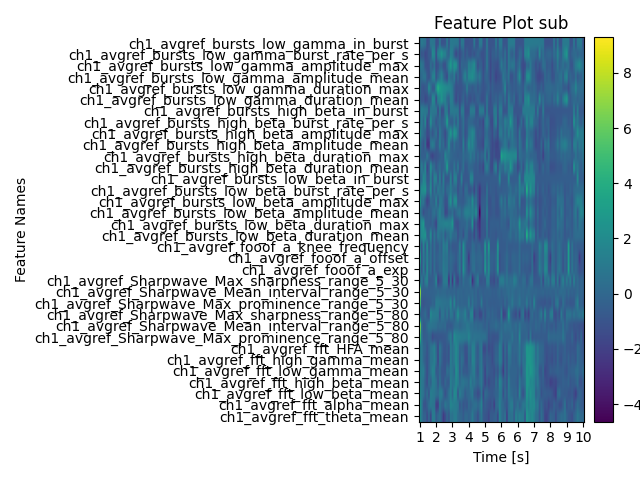 Feature Plot sub
ch1_avgref_bursts_low_gamma_in_burst
ch1_avgref_bursts_low_gamma_burst_rate_per_s
ch1_avgref_bursts_low_gamma_amplitude_max
ch1_avgref_bursts_low_gamma_amplitude_mean
ch1_avgref_bursts_low_gamma_duration_max
ch1_avgref_bursts_low_gamma_duration_mean
ch1_avgref_bursts_high_beta_in_burst
ch1_avgref_bursts_high_beta_burst_rate_per_s
ch1_avgref_bursts_high_beta_amplitude_max
ch1_avgref_bursts_high_beta_amplitude_mean
ch1_avgref_bursts_high_beta_duration_max
ch1_avgref_bursts_high_beta_duration_mean
ch1_avgref_bursts_low_beta_in_burst
ch1_avgref_bursts_low_beta_burst_rate_per_s
ch1_avgref_bursts_low_beta_amplitude_max
ch1_avgref_bursts_low_beta_amplitude_mean
ch1_avgref_bursts_low_beta_duration_max
ch1_avgref_bursts_low_beta_duration_mean
ch1_avgref_fooof_a_knee_frequency
ch1_avgref_fooof_a_offset
ch1_avgref_fooof_a_exp
ch1_avgref_Sharpwave_Max_sharpness_range_5_30
ch1_avgref_Sharpwave_Mean_interval_range_5_30
ch1_avgref_Sharpwave_Max_prominence_range_5_30
ch1_avgref_Sharpwave_Max_sharpness_range_5_80
ch1_avgref_Sharpwave_Mean_interval_range_5_80
ch1_avgref_Sharpwave_Max_prominence_range_5_80
ch1_avgref_fft_HFA_mean
ch1_avgref_fft_high_gamma_mean
ch1_avgref_fft_low_gamma_mean
ch1_avgref_fft_high_beta_mean
ch1_avgref_fft_low_beta_mean
ch1_avgref_fft_alpha_mean
ch1_avgref_fft_theta_mean
Feature Names
1 2 3 4 5 6 6 7 8 9 10
Time [s]
8
6
4
2
0
−2
−4